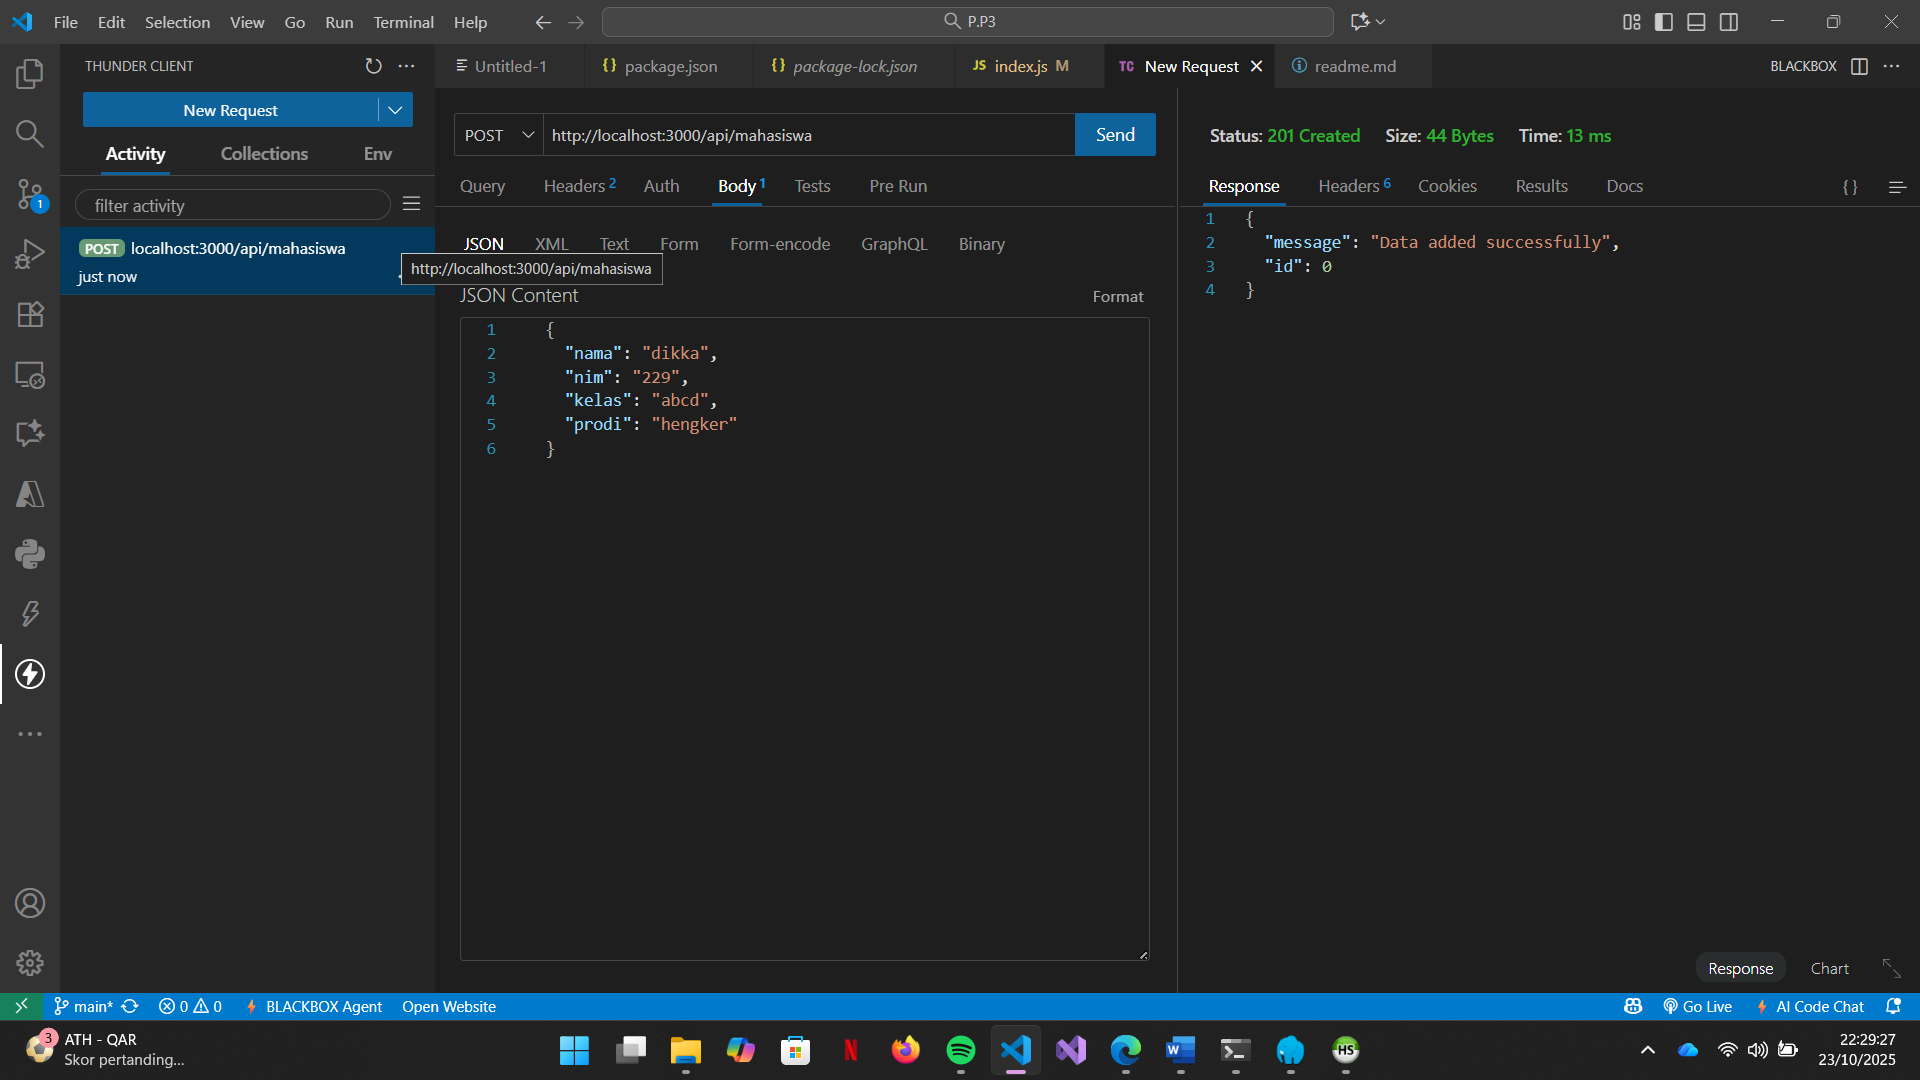 File Edit Selection View Go Run Terminal Help
P.P3
THUNDER CLIENT
New Request
Activity Collections Env
filter activity
POST localhost:3000/api/mahasiswa
just now
1
Untitled-1
{} package.json
{} package-lock.json
JS index.js M
TC New Request
readme.md
BLACKBOX
POST http://localhost:3000/api/mahasiswa Send
Query Headers 2 Auth Body 1 Tests Pre Run
JSON XML Text Form Form-encode GraphQL Binary
http://localhost:3000/api/mahasiswa
JSON Content Format
1 {
2 "nama": "dikka",
3 "nim": "229",
4 "kelas": "abcd",
5 "prodi": "hengker"
6 }
Status: 201 Created Size: 44 Bytes Time: 13 ms
Response Headers 6 Cookies Results Docs {}
1 {
2 "message": "Data added successfully",
3 "id": 0
4 }
Response Chart
main* 0 0 BLACKBOX Agent Open Website
Go Live AI Code Chat
3
ATH - QAR
Skor pertanding...
N
W
HS
22:29:27
23/10/2025